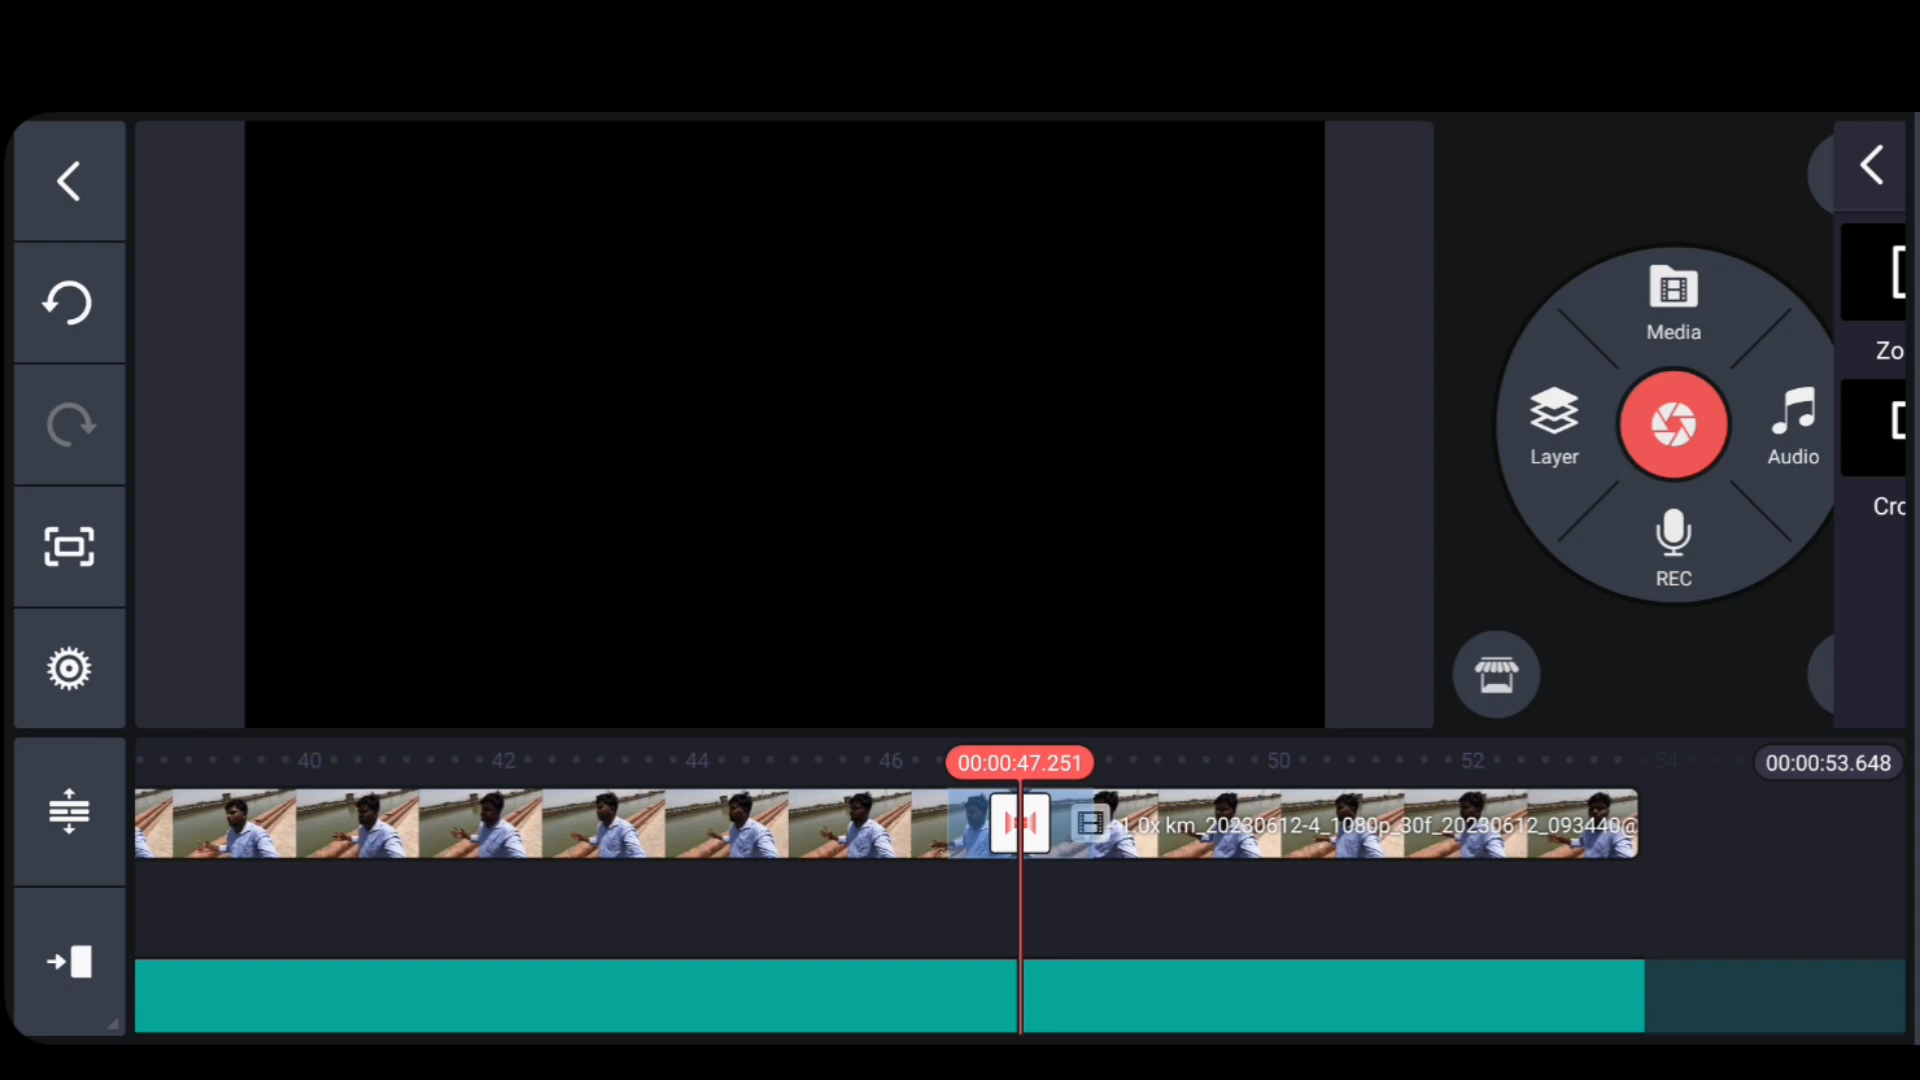 Media
Layer
Audio
REC
Zo
Cro
40
42
44
46
00:00:47.251
50
52
54
00:00:53.648
1.0x km_20230612-4_1080p_30f_20230612_093440@